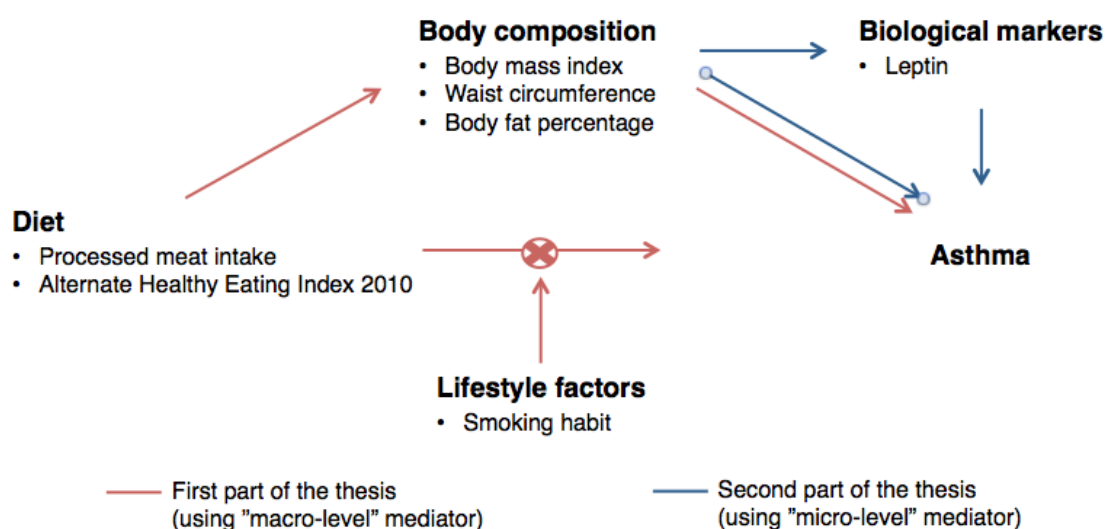 Body composition
• Body mass index
• Waist circumference
• Body fat percentage
Biological markers
• Leptin
Diet
• Processed meat intake
• Alternate Healthy Eating Index 2010
Asthma
Lifestyle factors
• Smoking habit
First part of the thesis
(using "macro-level" mediator)
Second part of the thesis
(using "micro-level" mediator)